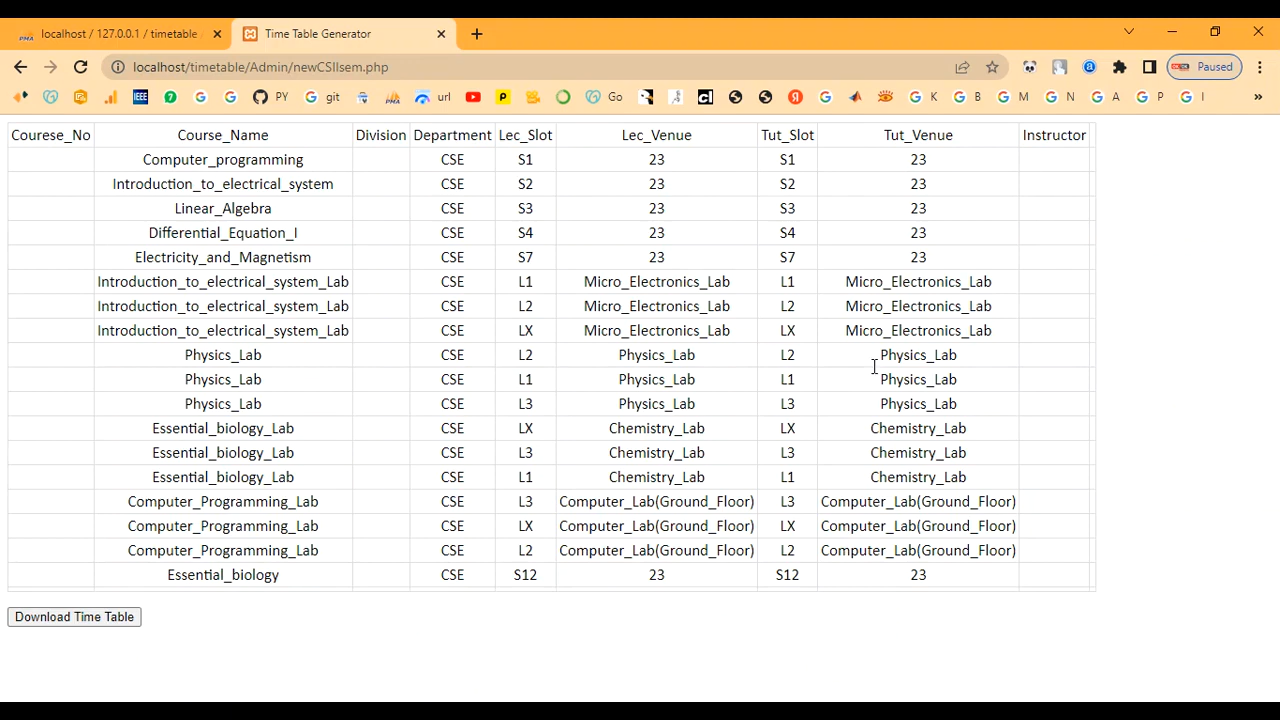 localhost / 127.0.0.1 / timetable
Time Table Generator
localhost/timetable/Admin/newCSIIsem.php
Paused
IEEE
PY
git
url
Go
K
B
M
N
A
P
I
Courese_No Course_Name Division Department Lec_Slot Lec_Venue Tut_Slot Tut_Venue Instructor
Computer_programming CSE S1 23 S1 23
Introduction_to_electrical_system CSE S2 23 S2 23
Linear_Algebra CSE S3 23 S3 23
Differential_Equation_I CSE S4 23 S4 23
Electricity_and_Magnetism CSE S7 23 S7 23
Introduction_to_electrical_system_Lab CSE L1 Micro_Electronics_Lab L1 Micro_Electronics_Lab
Introduction_to_electrical_system_Lab CSE L2 Micro_Electronics_Lab L2 Micro_Electronics_Lab
Introduction_to_electrical_system_Lab CSE LX Micro_Electronics_Lab LX Micro_Electronics_Lab
Physics_Lab CSE L2 Physics_Lab L2 Physics_Lab
Physics_Lab CSE L1 Physics_Lab L1 Physics_Lab
Physics_Lab CSE L3 Physics_Lab L3 Physics_Lab
Essential_biology_Lab CSE LX Chemistry_Lab LX Chemistry_Lab
Essential_biology_Lab CSE L3 Chemistry_Lab L3 Chemistry_Lab
Essential_biology_Lab CSE L1 Chemistry_Lab L1 Chemistry_Lab
Computer_Programming_Lab CSE L3 Computer_Lab(Ground_Floor) L3 Computer_Lab(Ground_Floor)
Computer_Programming_Lab CSE LX Computer_Lab(Ground_Floor) LX Computer_Lab(Ground_Floor)
Computer_Programming_Lab CSE L2 Computer_Lab(Ground_Floor) L2 Computer_Lab(Ground_Floor)
Essential_biology CSE S12 23 S12 23
Download Time Table